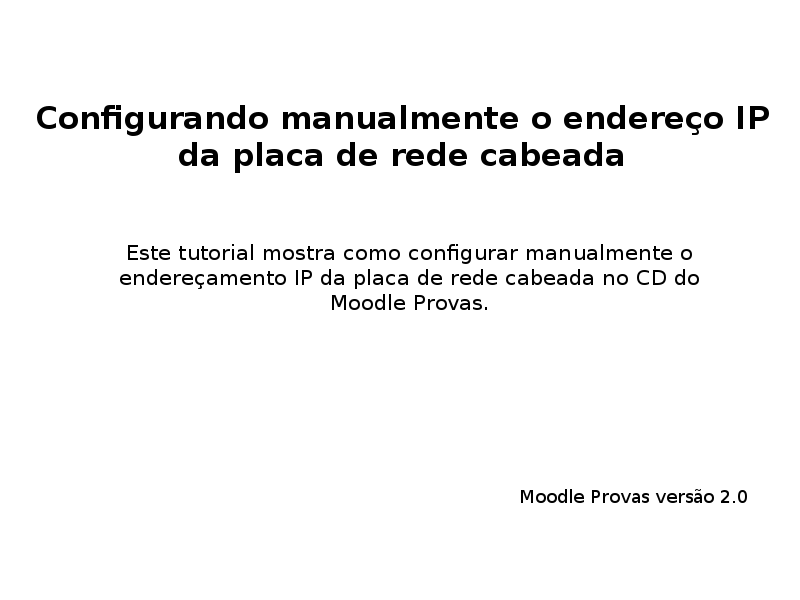 Configurando manualmente o endereço IP
da placa de rede cabeada
Este tutorial mostra como configurar manualmente o
endereçamento IP da placa de rede cabeada no CD do
Moodle Provas.
Moodle Provas versão 2.0